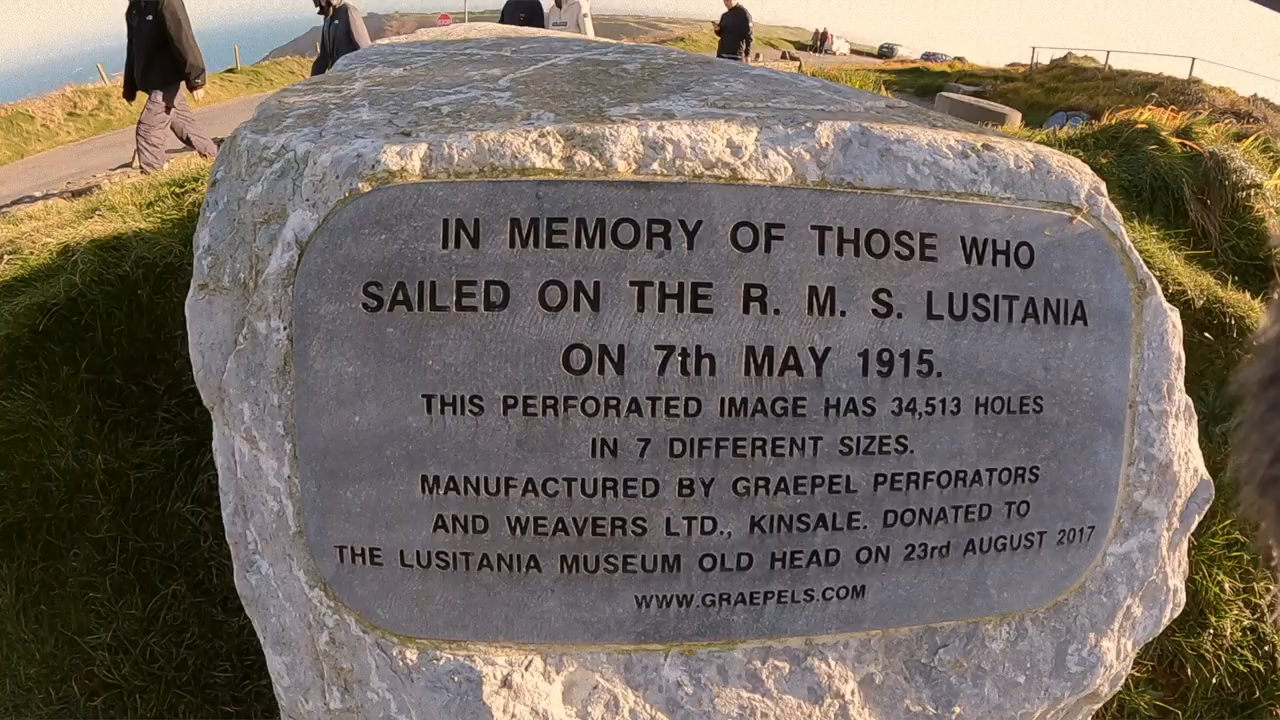 IN MEMORY OF THOSE WHO
SAILED ON THE R. M. S. LUSITANIA
ON 7th MAY 1915.
THIS PERFORATED IMAGE HAS 34,513 HOLES
IN 7 DIFFERENT SIZES.
MANUFACTURED BY GRAEPEL PERFORATORS
AND WEAVERS LTD., KINSALE. DONATED TO
THE LUSITANIA MUSEUM OLD HEAD ON 23rd AUGUST 2017
WWW.GRAEPELS.COM